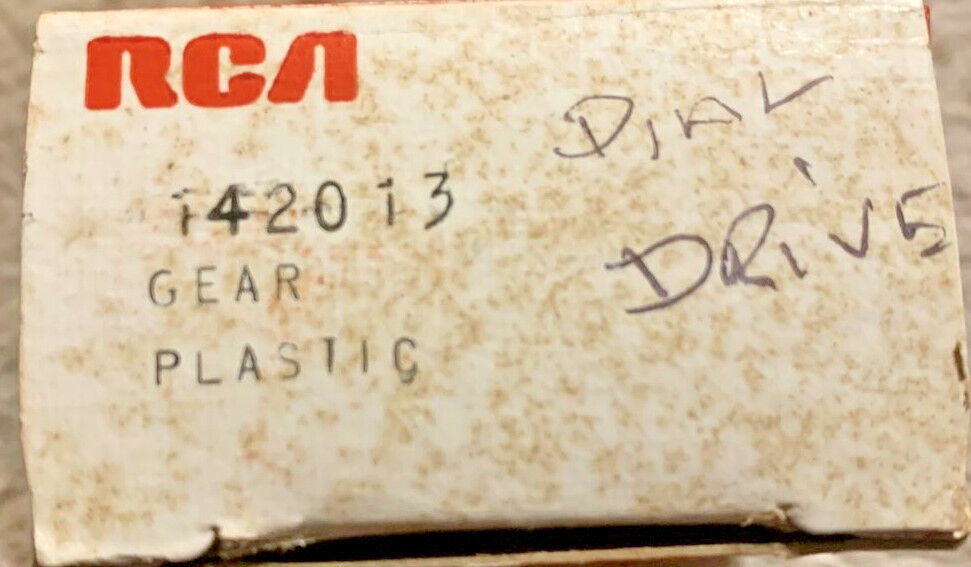 RCA
142013
GEAR
PLASTIC
DIAL
DRIVE